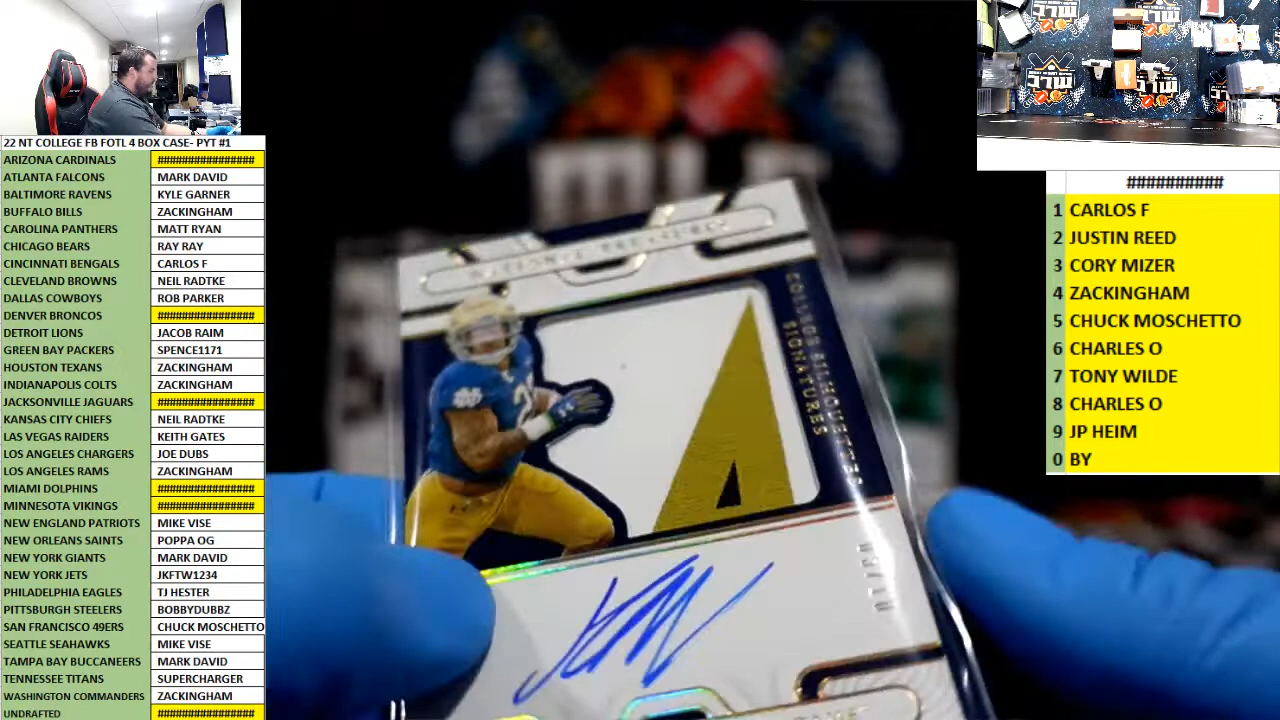 22 NT COLLEGE FB FOTL 4 BOX CASE- PYT #1
ARIZONA CARDINALS ################
ATLANTA FALCONS MARK DAVID
BALTIMORE RAVENS KYLE GARNER
BUFFALO BILLS ZACKINGHAM
CAROLINA PANTHERS MATT RYAN
CHICAGO BEARS RAY RAY
CINCINNATI BENGALS CARLOS F
CLEVELAND BROWNS NEIL RADTKE
DALLAS COWBOYS ROB PARKER
DENVER BRONCOS ################
DETROIT LIONS JACOB RAIM
GREEN BAY PACKERS SPENCE1171
HOUSTON TEXANS ZACKINGHAM
INDIANAPOLIS COLTS ZACKINGHAM
JACKSONVILLE JAGUARS ################
KANSAS CITY CHIEFS NEIL RADTKE
LAS VEGAS RAIDERS KEITH GATES
LOS ANGELES CHARGERS JOE DUBS
LOS ANGELES RAMS ZACKINGHAM
MIAMI DOLPHINS ################
MINNESOTA VIKINGS ################
NEW ENGLAND PATRIOTS MIKE VISE
NEW ORLEANS SAINTS POPPA OG
NEW YORK GIANTS MARK DAVID
NEW YORK JETS JKFTW1234
PHILADELPHIA EAGLES TJ HESTER
PITTSBURGH STEELERS BOBBYDUBBZ
SAN FRANCISCO 49ERS CHUCK MOSCHETTO
SEATTLE SEAHAWKS MIKE VISE
TAMPA BAY BUCCANEERS MARK DAVID
TENNESSEE TITANS SUPERCHARGER
WASHINGTON COMMANDERS ZACKINGHAM
UNDRAFTED ################
NATIONAL TREASURES
COLLEGE SILHOUETTES
SIGNATURES
##########
1 CARLOS F
2 JUSTIN REED
3 CORY MIZER
4 ZACKINGHAM
5 CHUCK MOSCHETTO
6 CHARLES O
7 TONY WILDE
8 CHARLES O
9 JP HEIM
0 BY